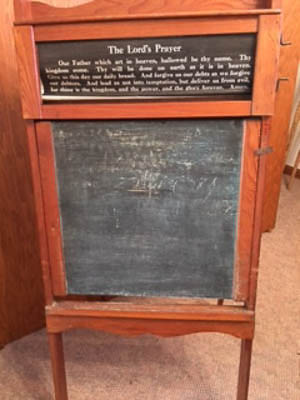 The Lord's Prayer
Our Father which art in heaven, hallowed be thy name. Thy
kingdom come. Thy will be done on earth as it is in heaven.
Give us this day our daily bread. And forgive us our debts as we forgive
our debtors. And lead us not into temptation, but deliver us from evil,
for thine is the kingdom, and the power, and the glory forever. Amen.